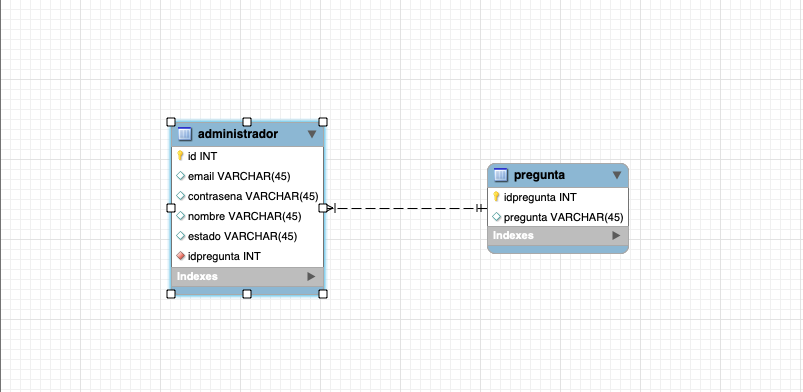 administrador
id INT
email VARCHAR(45)
contrasena VARCHAR(45)
nombre VARCHAR(45)
estado VARCHAR(45)
idpregunta INT
Indexes
pregunta
idpregunta INT
pregunta VARCHAR(45)
Indexes